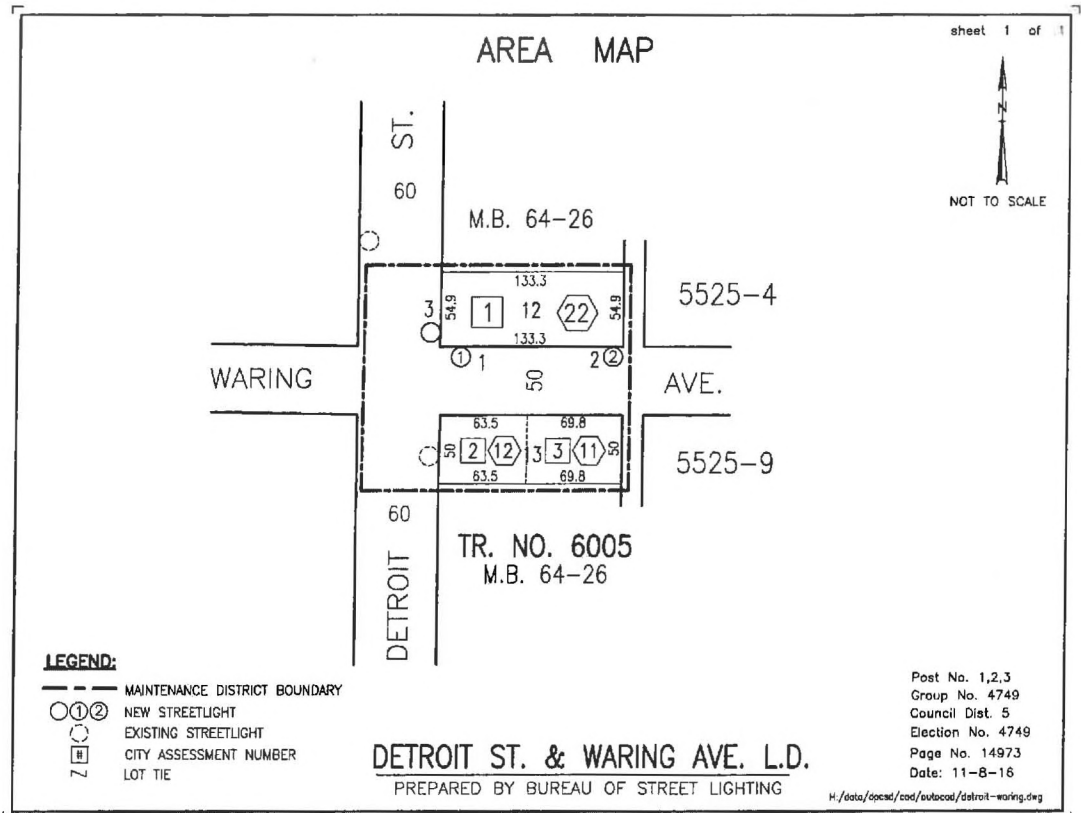 sheet 1 of 1
AREA MAP
N
NOT TO SCALE
ST.
60
M.B. 64-26
133.3
5525-4
54.9 1 12 22 54.9
3
133.3
1 1 2 2
50
WARING AVE.
63.5 69.8
50 2 12 13 3 11 50
63.5 69.8
5525-9
60
DETROIT
TR. NO. 6005
M.B. 64-26
LEGEND:
MAINTENANCE DISTRICT BOUNDARY
1 2 NEW STREETLIGHT
EXISTING STREETLIGHT
# CITY ASSESSMENT NUMBER
LOT TIE
DETROIT ST. & WARING AVE. L.D.
PREPARED BY BUREAU OF STREET LIGHTING
Post No. 1,2,3
Group No. 4749
Council Dist. 5
Election No. 4749
Page No. 14973
Date: 11-8-16